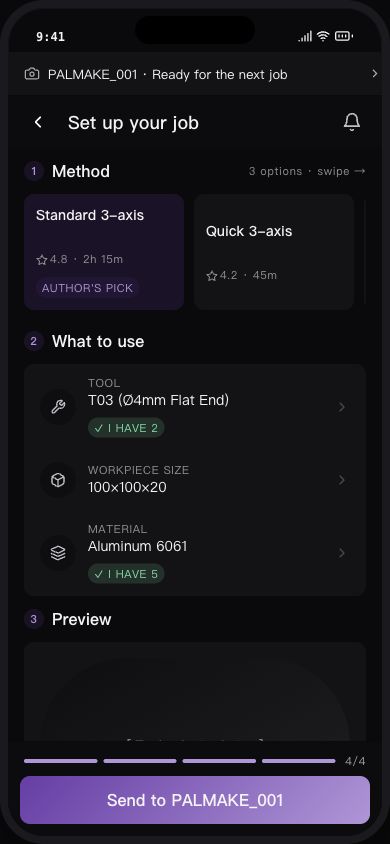 9:41
PALMAKE_001 · Ready for the next job
Set up your job
1 Method
3 options · swipe →
Standard 3-axis
4.8 · 2h 15m
AUTHOR'S PICK
Quick 3-axis
4.2 · 45m
2 What to use
TOOL
T03 (Ø4mm Flat End)
✓ I HAVE 2
WORKPIECE SIZE
100×100×20
MATERIAL
Aluminum 6061
✓ I HAVE 5
3 Preview
4/4
Send to PALMAKE_001